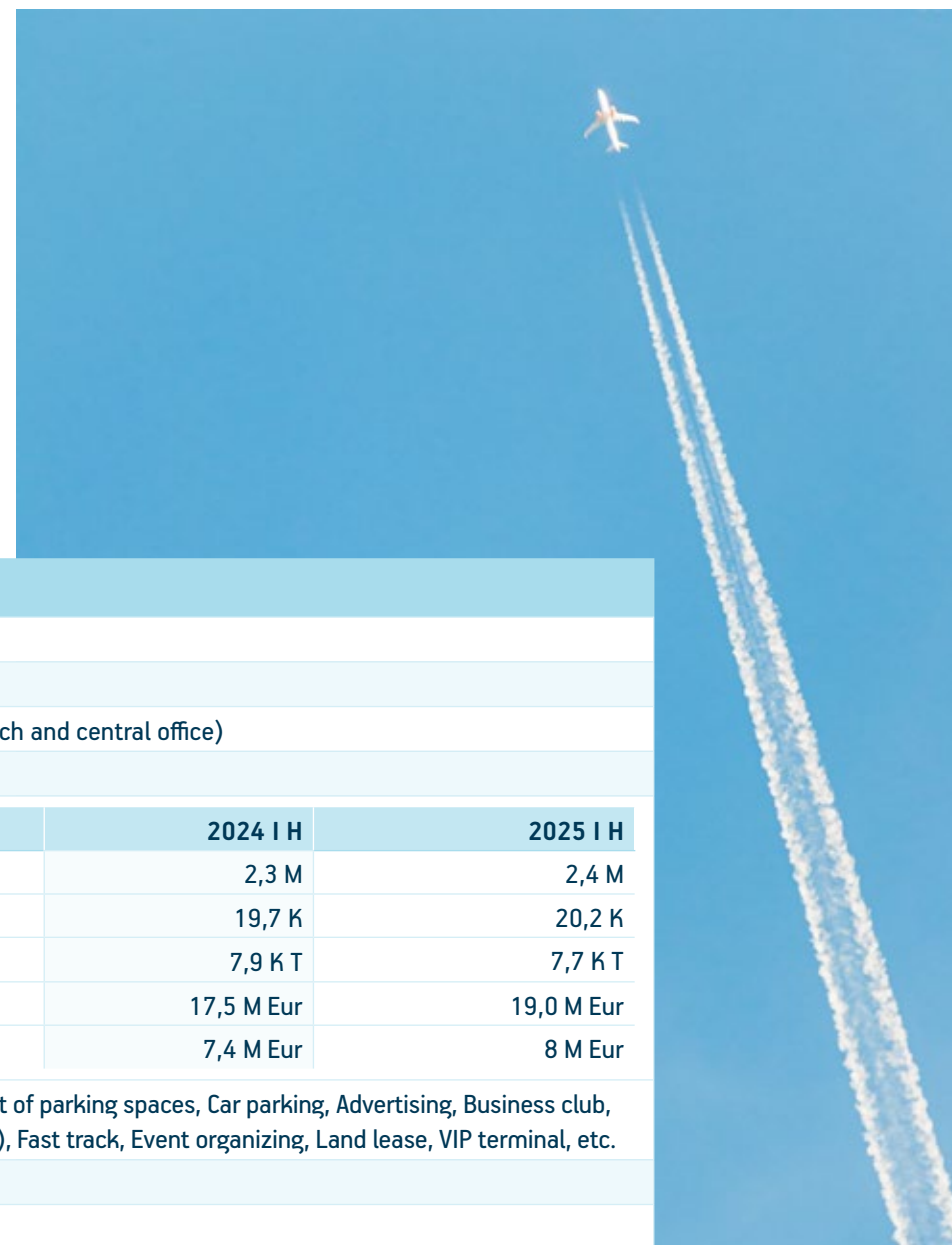 ch and central office)
2024 I H 2025 I H
2,3 M 2,4 M
19,7 K 20,2 K
7,9 K T 7,7 K T
17,5 M Eur 19,0 M Eur
7,4 M Eur 8 M Eur
t of parking spaces, Car parking, Advertising, Business club,
), Fast track, Event organizing, Land lease, VIP terminal, etc.